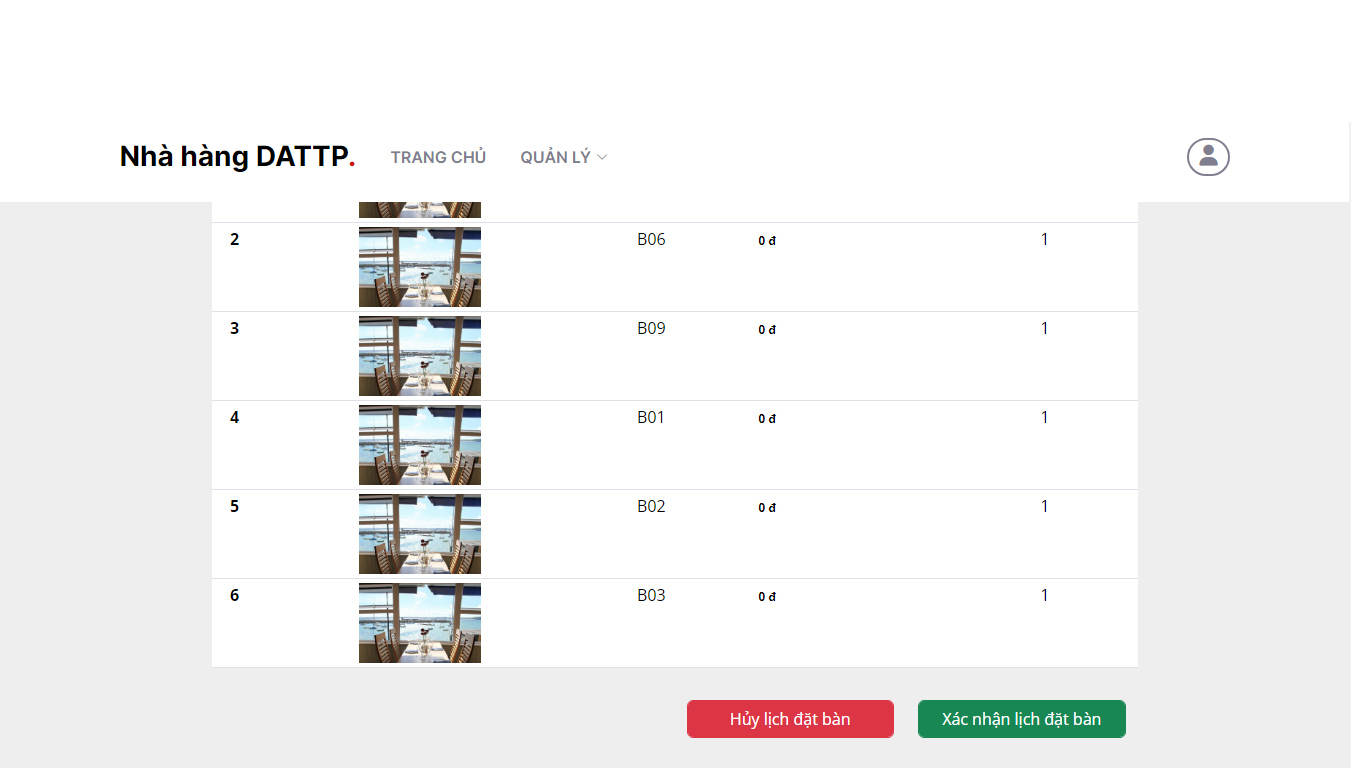 Nhà hàng DATTP. TRANG CHỦ QUẢN LÝ
2 B06 0 đ 1
3 B09 0 đ 1
4 B01 0 đ 1
5 B02 0 đ 1
6 B03 0 đ 1
Hủy lịch đặt bàn Xác nhận lịch đặt bàn